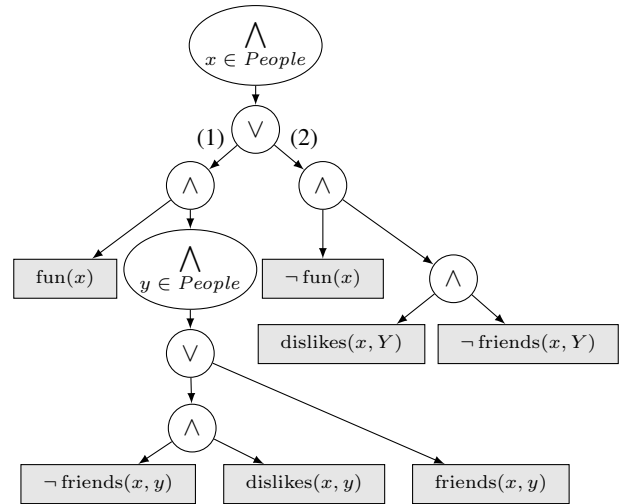 ⋀
x ∈ People
∨
(1)
(2)
∧
∧
fun(x)
⋀
y ∈ People
¬ fun(x)
∧
dislikes(x, Y)
¬ friends(x, Y)
∨
∧
¬ friends(x, y)
dislikes(x, y)
friends(x, y)